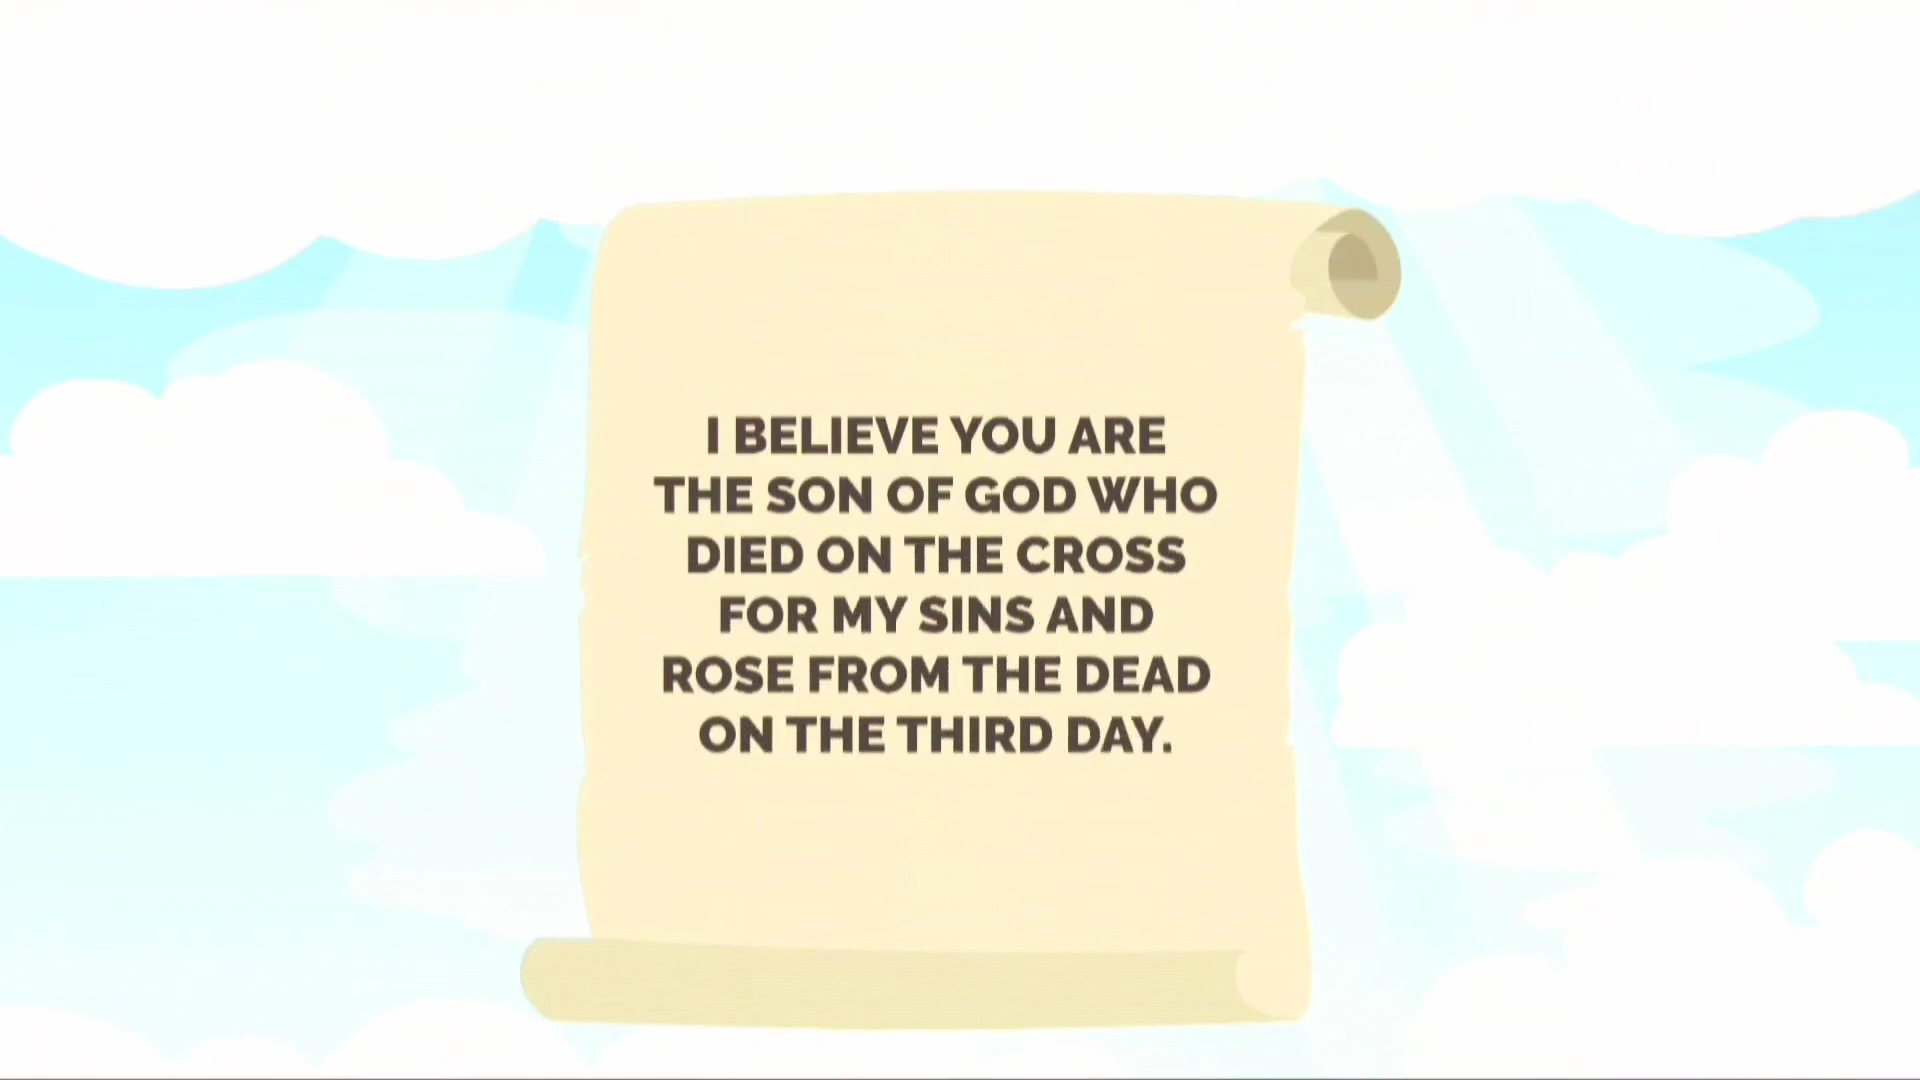 I BELIEVE YOU ARE
THE SON OF GOD WHO
DIED ON THE CROSS
FOR MY SINS AND
ROSE FROM THE DEAD
ON THE THIRD DAY.